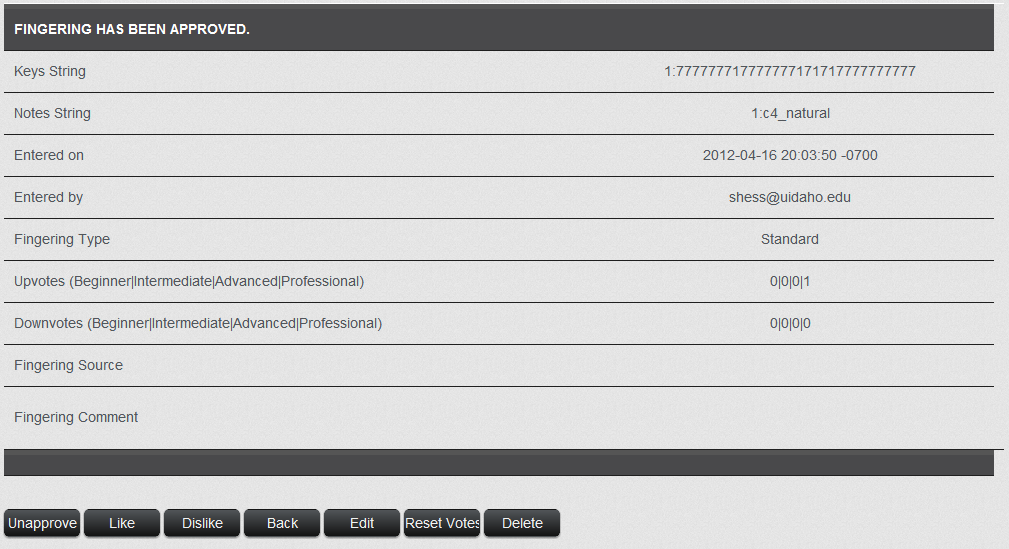 FINGERING HAS BEEN APPROVED.
Keys String 1:777777717777777171717777777777
Notes String 1:c4_natural
Entered on 2012-04-16 20:03:50 -0700
Entered by shess@uidaho.edu
Fingering Type Standard
Upvotes (Beginner|Intermediate|Advanced|Professional) 0|0|0|1
Downvotes (Beginner|Intermediate|Advanced|Professional) 0|0|0|0
Fingering Source
Fingering Comment
Unapprove Like Dislike Back Edit Reset Votes Delete